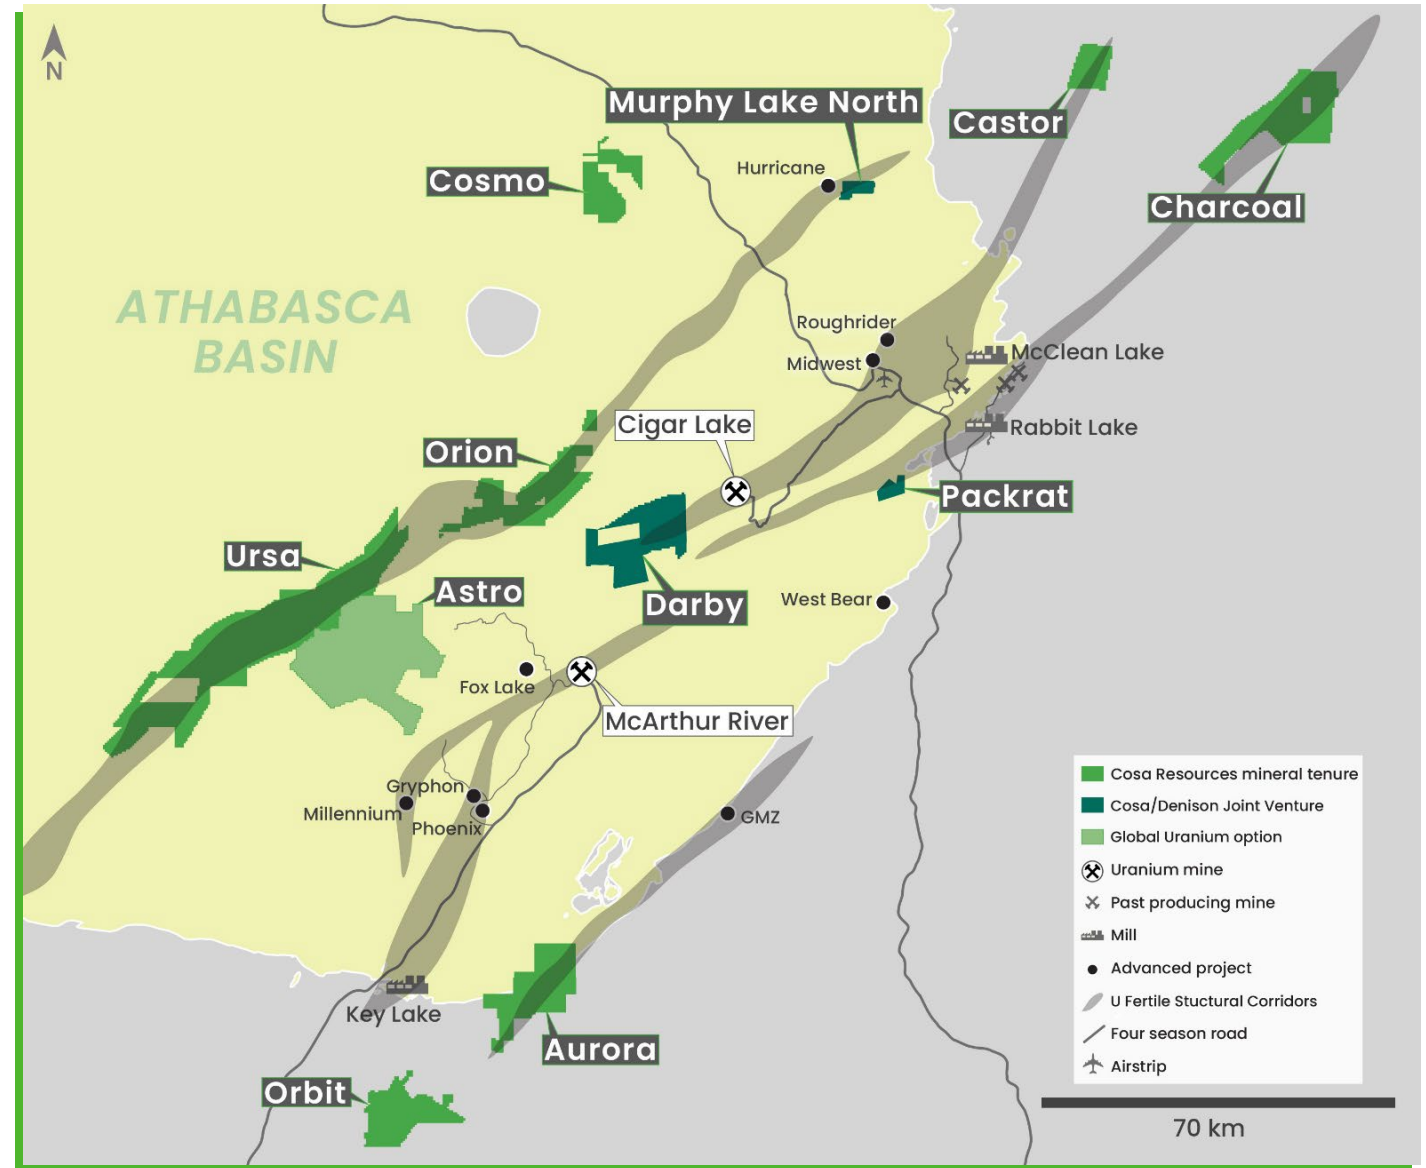 N
Murphy Lake North
Castor
Hurricane
Cosmo
Charcoal
ATHABASCA
BASIN
Roughrider
Midwest
McClean Lake
Cigar Lake
Rabbit Lake
Orion
Packrat
Ursa
Astro
Darby
West Bear
Fox Lake
McArthur River
Gryphon
Millennium
Phoenix
GMZ
Key Lake
Aurora
Orbit
Cosa Resources mineral tenure
Cosa/Denison Joint Venture
Global Uranium option
Uranium mine
Past producing mine
Mill
Advanced project
U Fertile Stuctural Corridors
Four season road
Airstrip
70 km